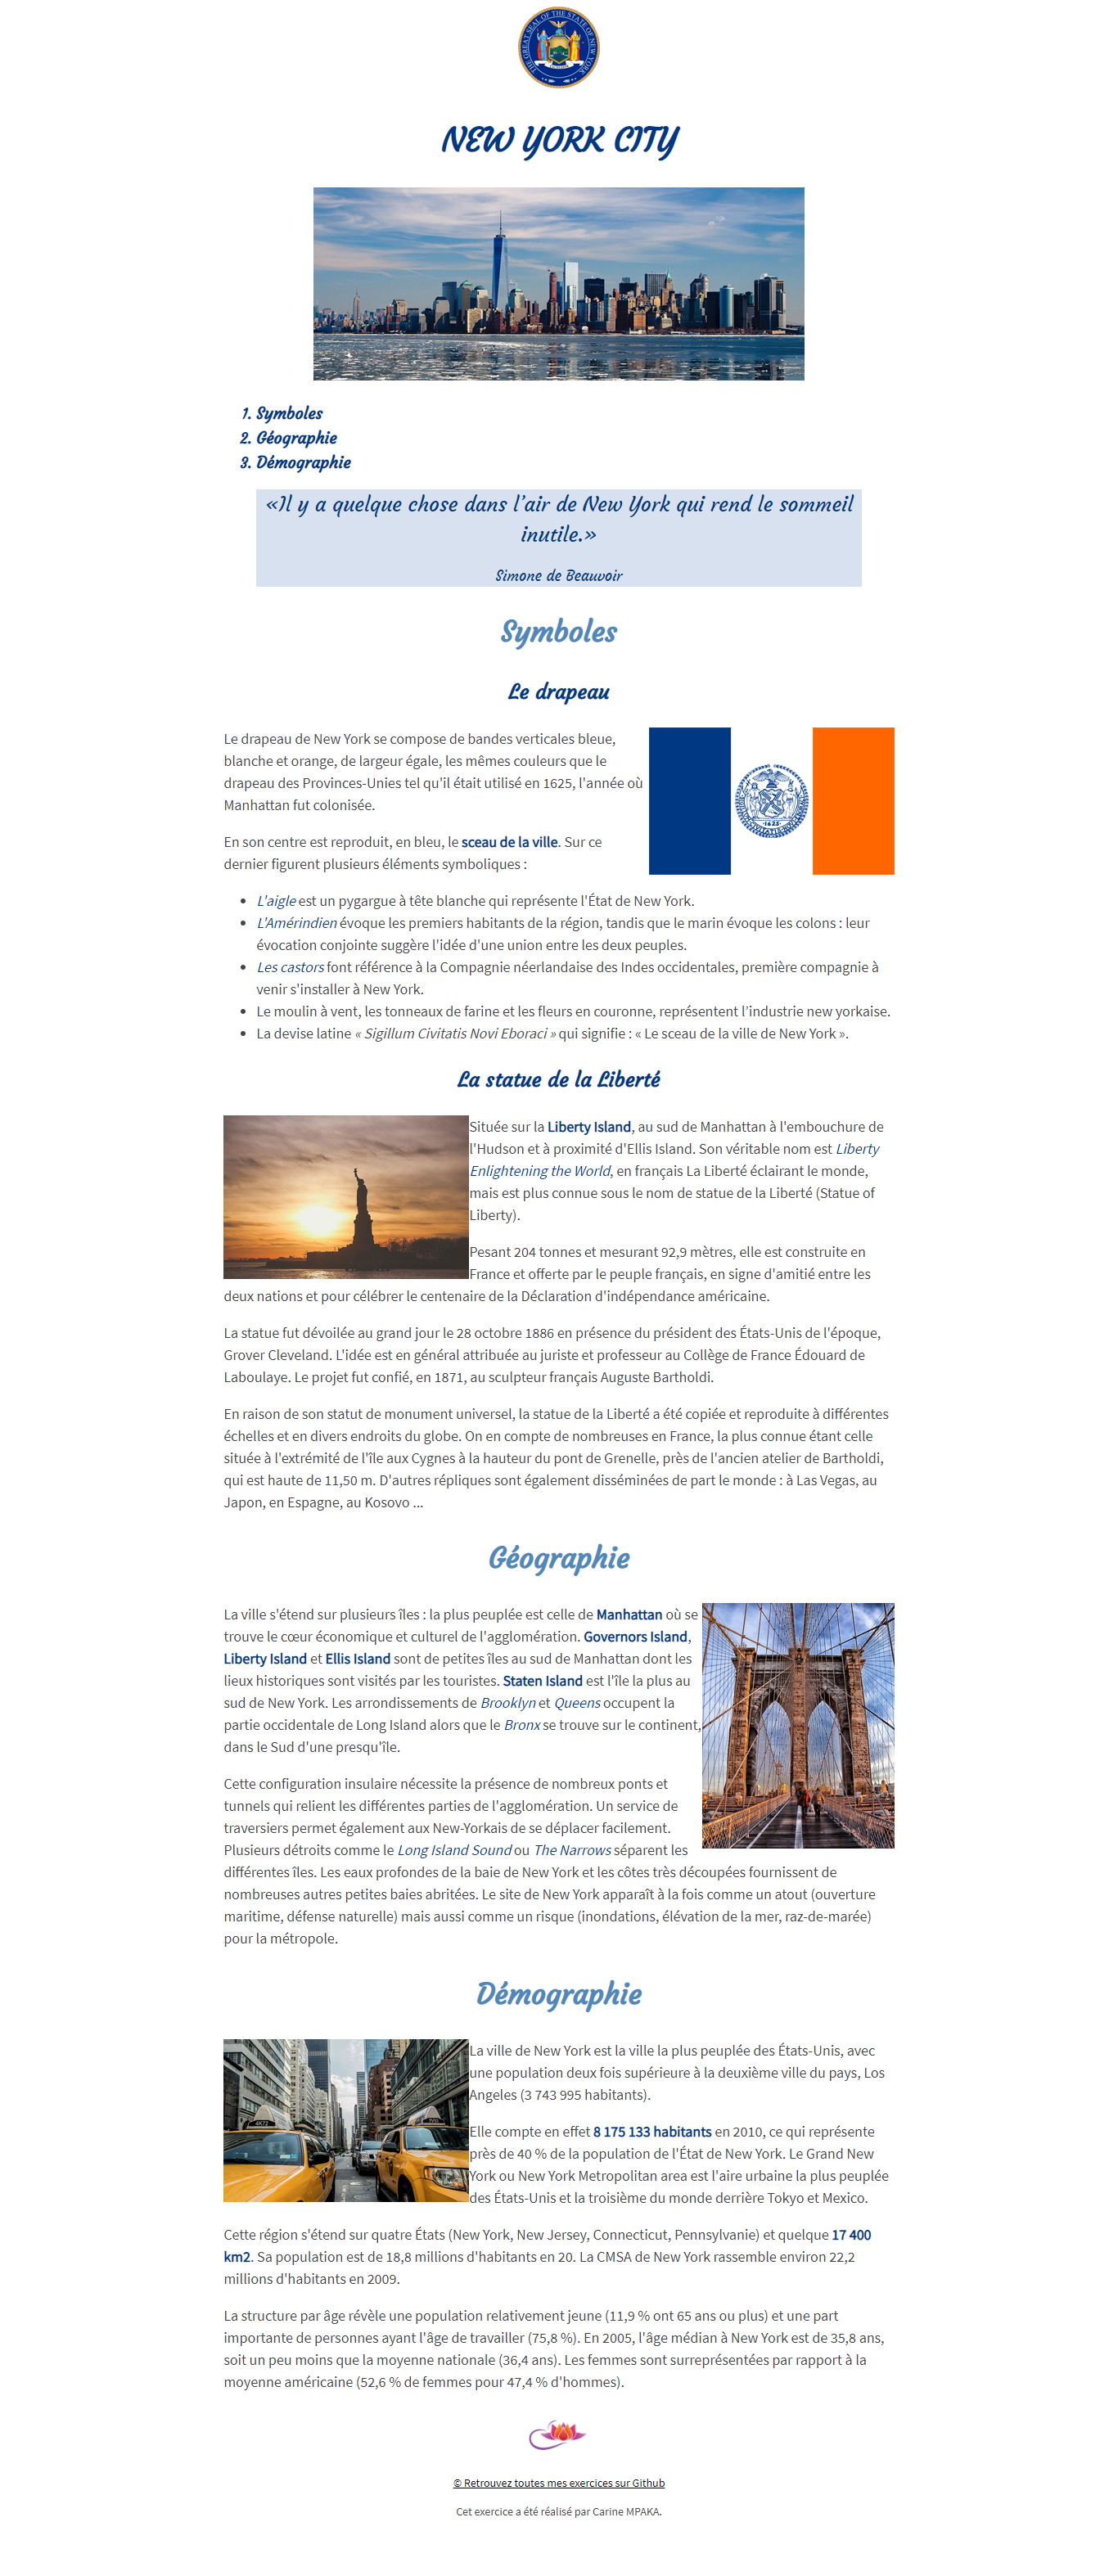 THE GREAT SEAL OF THE STATE OF NEW YORK
NEW YORK CITY
1. Symboles
2. Géographie
3. Démographie
«Il y a quelque chose dans l’air de New York qui rend le sommeil
inutile.»
Simone de Beauvoir
Symboles
Le drapeau
Le drapeau de New York se compose de bandes verticales bleue,
blanche et orange, de largeur égale, les mêmes couleurs que le
drapeau des Provinces-Unies tel qu'il était utilisé en 1625, l'année où
Manhattan fut colonisée.
En son centre est reproduit, en bleu, le sceau de la ville. Sur ce
dernier figurent plusieurs éléments symboliques :
1625
• L'aigle est un pygargue à tête blanche qui représente l'État de New York.
• L'Amérindien évoque les premiers habitants de la région, tandis que le marin évoque les colons : leur
évocation conjointe suggère l'idée d'une union entre les deux peuples.
• Les castors font référence à la Compagnie néerlandaise des Indes occidentales, première compagnie à
venir s'installer à New York.
• Le moulin à vent, les tonneaux de farine et les fleurs en couronne, représentent l’industrie new yorkaise.
• La devise latine « Sigillum Civitatis Novi Eboraci » qui signifie : « Le sceau de la ville de New York ».
La statue de la Liberté
Située sur la Liberty Island, au sud de Manhattan à l'embouchure de
l'Hudson et à proximité d'Ellis Island. Son véritable nom est Liberty
Enlightening the World, en français La Liberté éclairant le monde,
mais est plus connue sous le nom de statue de la Liberté (Statue of
Liberty).
Pesant 204 tonnes et mesurant 92,9 mètres, elle est construite en
France et offerte par le peuple français, en signe d'amitié entre les
deux nations et pour célébrer le centenaire de la Déclaration d'indépendance américaine.
La statue fut dévoilée au grand jour le 28 octobre 1886 en présence du président des États-Unis de l'époque,
Grover Cleveland. L'idée est en général attribuée au juriste et professeur au Collège de France Édouard de
Laboulaye. Le projet fut confié, en 1871, au sculpteur français Auguste Bartholdi.
En raison de son statut de monument universel, la statue de la Liberté a été copiée et reproduite à différentes
échelles et en divers endroits du globe. On en compte de nombreuses en France, la plus connue étant celle
située à l'extrémité de l'île aux Cygnes à la hauteur du pont de Grenelle, près de l'ancien atelier de Bartholdi,
qui est haute de 11,50 m. D'autres répliques sont également disséminées de part le monde : à Las Vegas, au
Japon, en Espagne, au Kosovo ...
Géographie
La ville s'étend sur plusieurs îles : la plus peuplée est celle de Manhattan où se
trouve le cœur économique et culturel de l'agglomération. Governors Island,
Liberty Island et Ellis Island sont de petites îles au sud de Manhattan dont les
lieux historiques sont visités par les touristes. Staten Island est l'île la plus au
sud de New York. Les arrondissements de Brooklyn et Queens occupent la
partie occidentale de Long Island alors que le Bronx se trouve sur le continent,
dans le Sud d'une presqu'île.
Cette configuration insulaire nécessite la présence de nombreux ponts et
tunnels qui relient les différentes parties de l'agglomération. Un service de
traversiers permet également aux New-Yorkais de se déplacer facilement.
Plusieurs détroits comme le Long Island Sound ou The Narrows séparent les
différentes îles. Les eaux profondes de la baie de New York et les côtes très découpées fournissent de
nombreuses autres petites baies abritées. Le site de New York apparaît à la fois comme un atout (ouverture
maritime, défense naturelle) mais aussi comme un risque (inondations, élévation de la mer, raz-de-marée)
pour la métropole.
Démographie
La ville de New York est la ville la plus peuplée des États-Unis, avec
une population deux fois supérieure à la deuxième ville du pays, Los
Angeles (3 743 995 habitants).
4K72
Elle compte en effet 8 175 133 habitants en 2010, ce qui représente
près de 40 % de la population de l'État de New York. Le Grand New
York ou New York Metropolitan area est l'aire urbaine la plus peuplée
des États-Unis et la troisième du monde derrière Tokyo et Mexico.
Cette région s'étend sur quatre États (New York, New Jersey, Connecticut, Pennsylvanie) et quelque 17 400
km2. Sa population est de 18,8 millions d'habitants en 20. La CMSA de New York rassemble environ 22,2
millions d'habitants en 2009.
La structure par âge révèle une population relativement jeune (11,9 % ont 65 ans ou plus) et une part
importante de personnes ayant l'âge de travailler (75,8 %). En 2005, l'âge médian à New York est de 35,8 ans,
soit un peu moins que la moyenne nationale (36,4 ans). Les femmes sont surreprésentées par rapport à la
moyenne américaine (52,6 % de femmes pour 47,4 % d'hommes).
© Retrouvez toutes mes exercices sur Github
Cet exercice a été réalisé par Carine MPAKA.